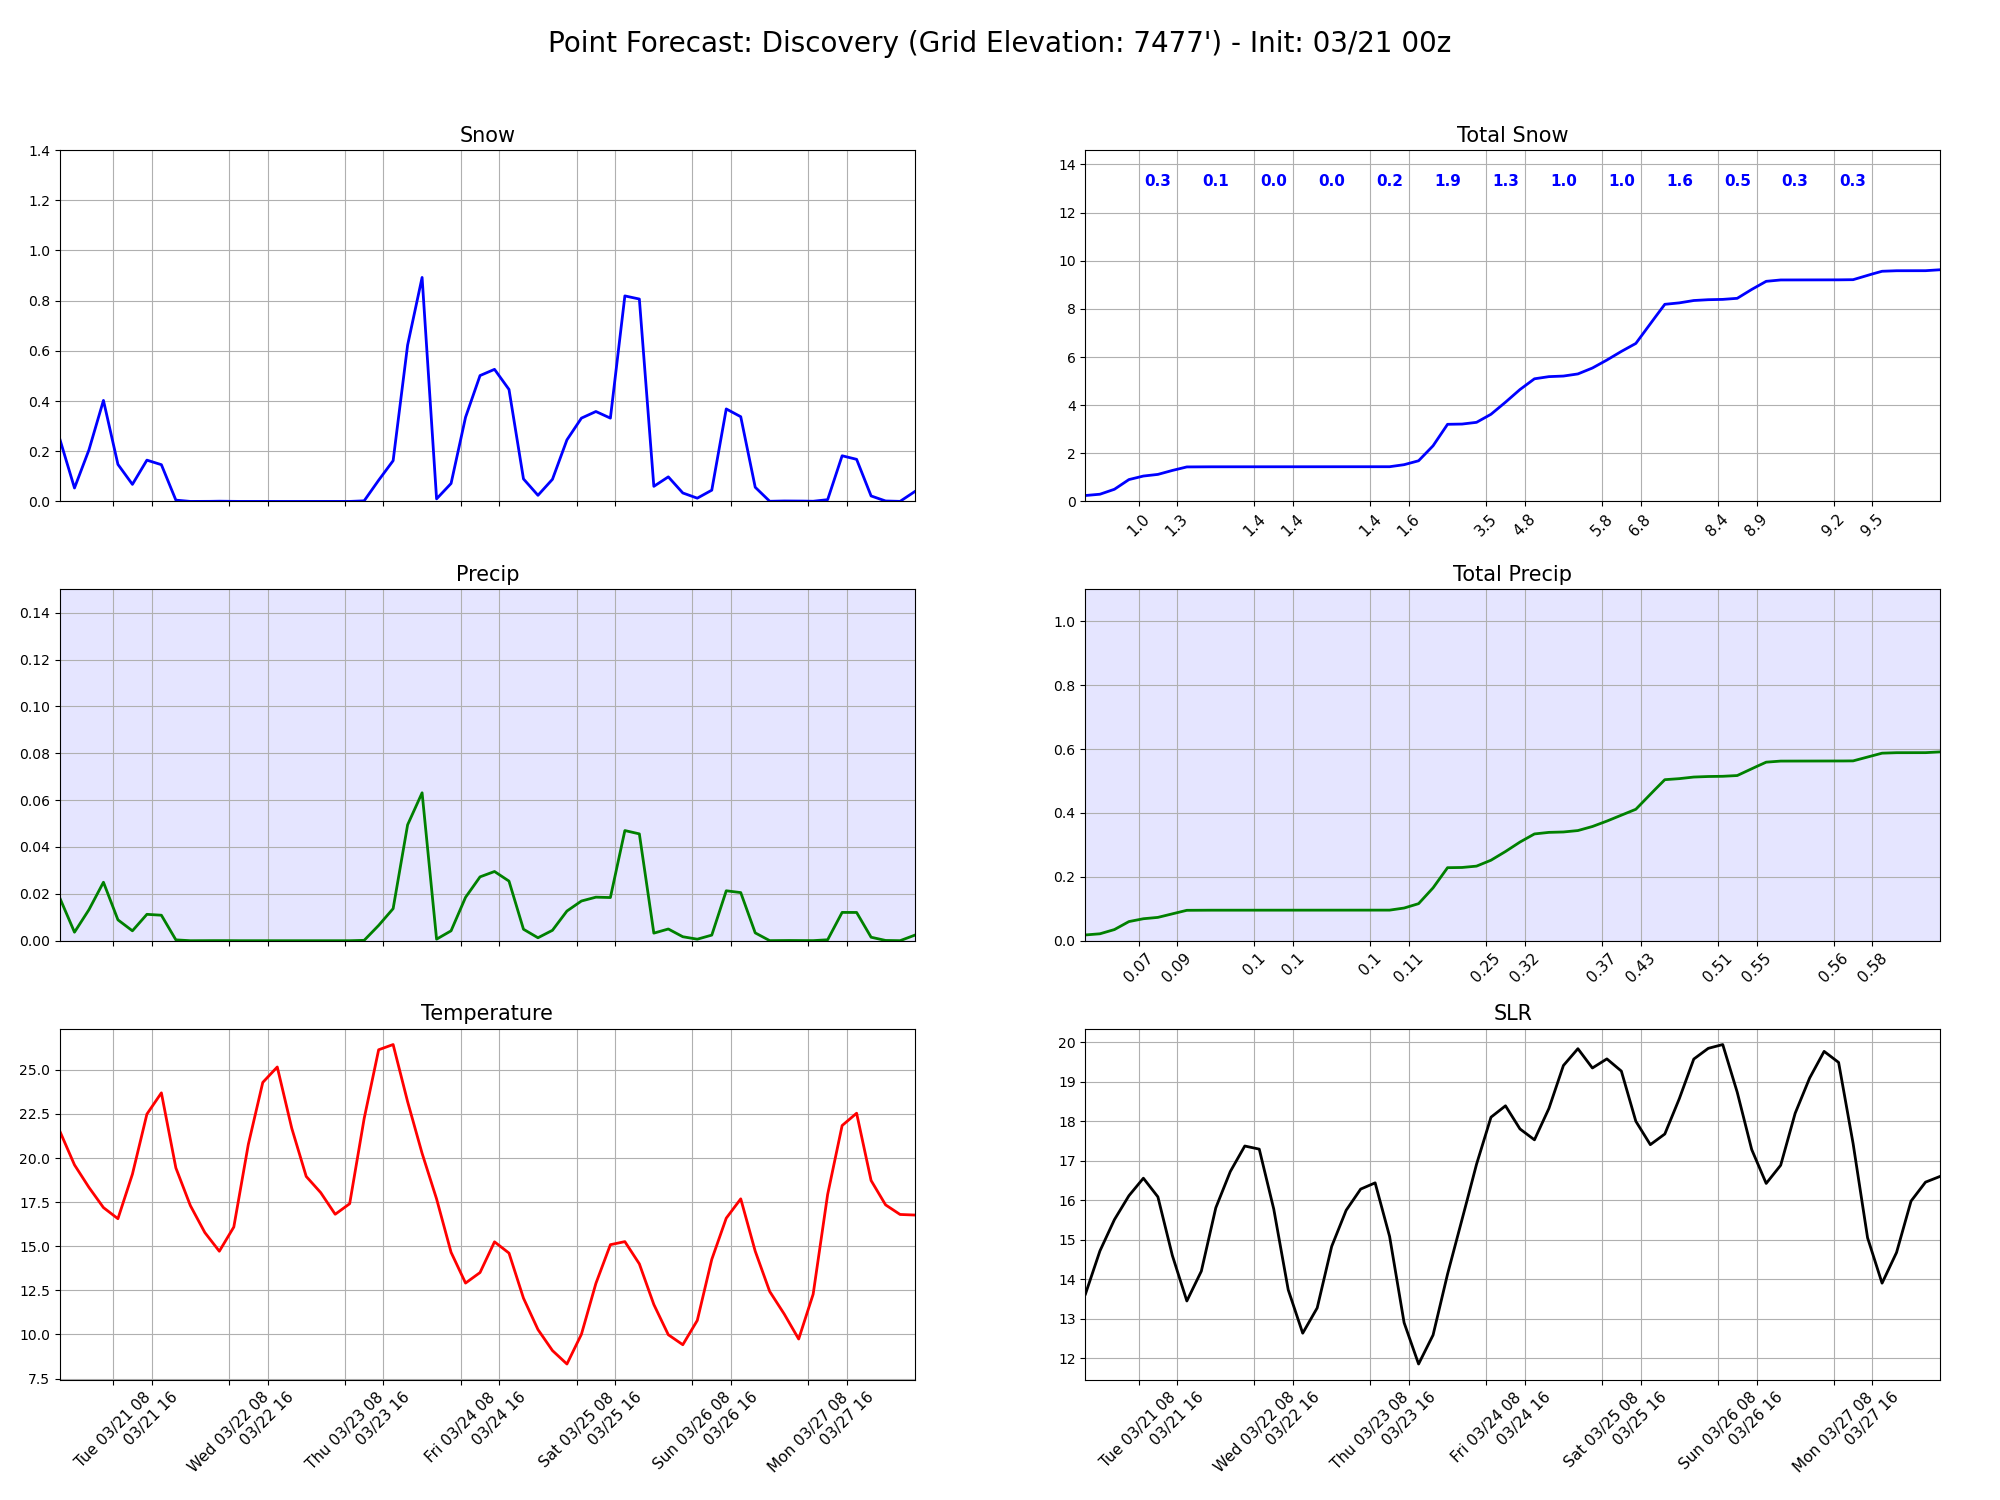 Point Forecast: Discovery (Grid Elevation: 7477') - Init: 03/21 00z
Snow
1.4
1.2
1.0
0.8
0.6
0.4
0.2
0.0
Total Snow
14
12
10
8
6
4
2
0
0.3 0.1 0.0 0.0 0.2 1.9 1.3 1.0 1.0 1.6 0.5 0.3 0.3
1.0 1.3 1.4 1.4 1.4 1.6 3.5 4.8 5.8 6.8 8.4 8.9 9.2 9.5
Precip
0.14
0.12
0.10
0.08
0.06
0.04
0.02
0.00
Total Precip
1.0
0.8
0.6
0.4
0.2
0.0
0.07 0.09 0.1 0.1 0.1 0.11 0.25 0.32 0.37 0.43 0.51 0.55 0.56 0.58
Temperature
25.0
22.5
20.0
17.5
15.0
12.5
10.0
7.5
Tue 03/21 08
03/21 16
Wed 03/22 08
03/22 16
Thu 03/23 08
03/23 16
Fri 03/24 08
03/24 16
Sat 03/25 08
03/25 16
Sun 03/26 08
03/26 16
Mon 03/27 08
03/27 16
SLR
20
19
18
17
16
15
14
13
12
Tue 03/21 08
03/21 16
Wed 03/22 08
03/22 16
Thu 03/23 08
03/23 16
Fri 03/24 08
03/24 16
Sat 03/25 08
03/25 16
Sun 03/26 08
03/26 16
Mon 03/27 08
03/27 16